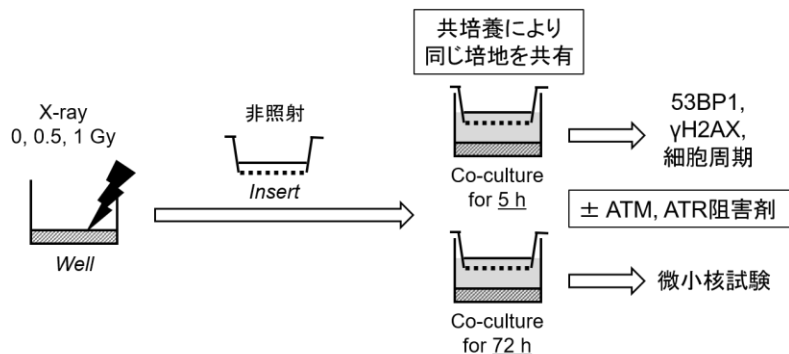 共培養により
同じ培地を共有
X-ray
0, 0.5, 1 Gy
非照射
53BP1,
γH2AX,
細胞周期
Insert
Well
Co-culture
for 5 h
± ATM, ATR阻害剤
微小核試験
Co-culture
for 72 h